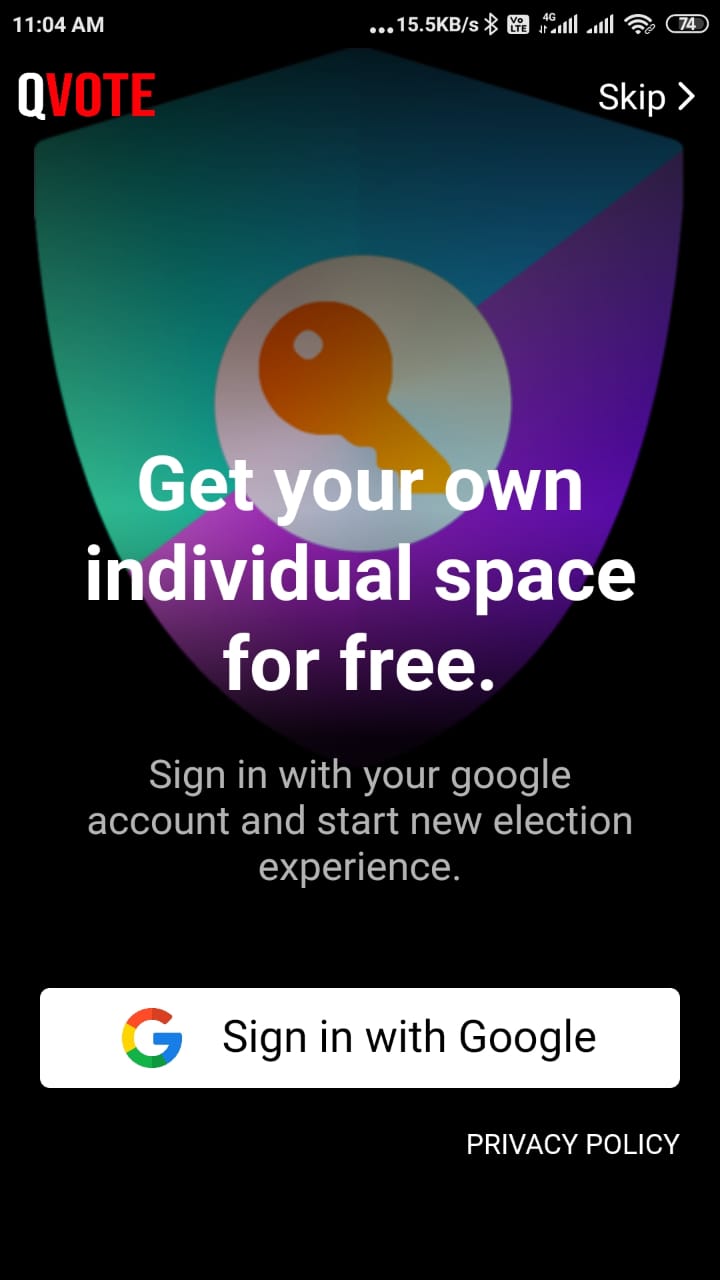 11:04 AM ...15.5KB/s Vo LTE 4G 74
QVOTE Skip
Get your own
individual space
for free.
Sign in with your google
account and start new election
experience.
Sign in with Google
PRIVACY POLICY